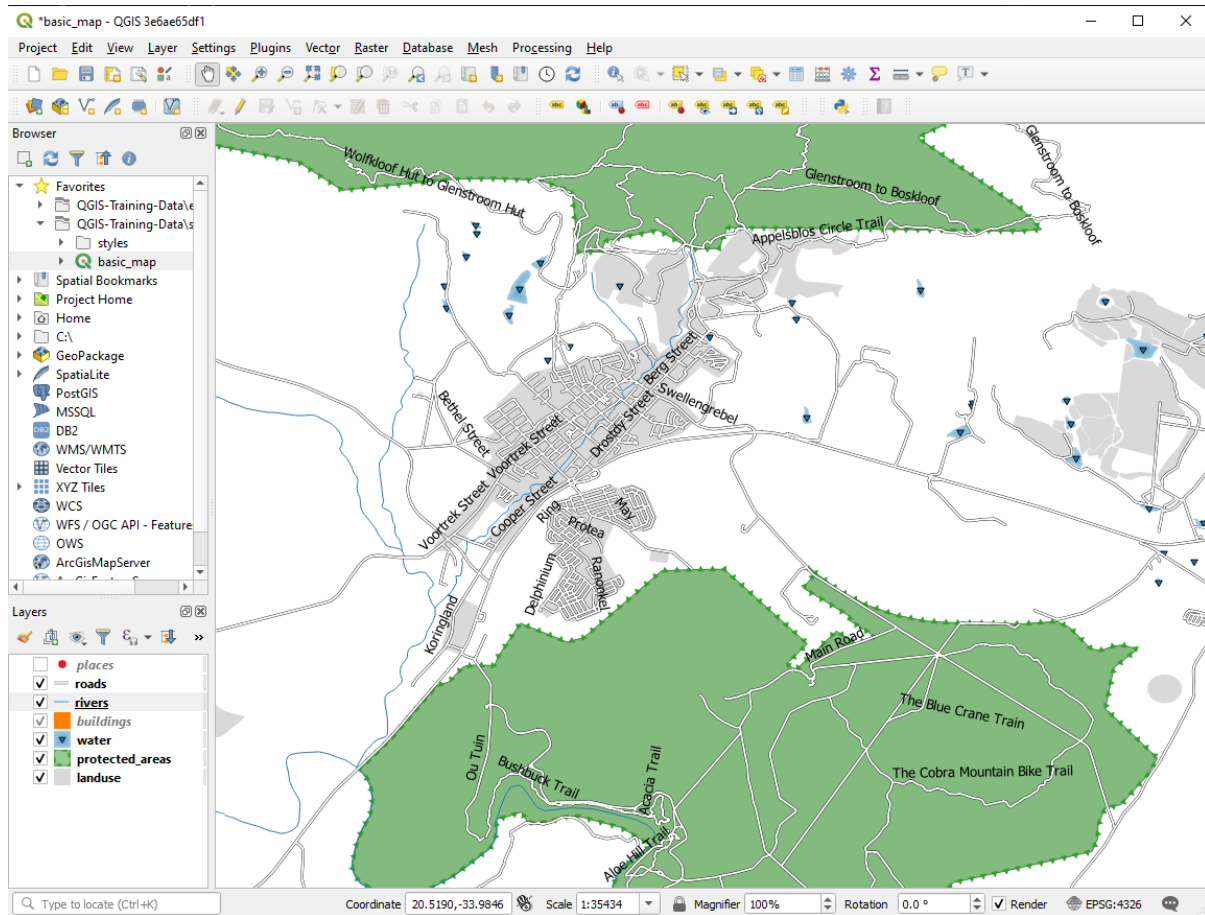 *basic_map - QGIS 3e6ae65df1
Project Edit View Layer Settings Plugins Vector Raster Database Mesh Processing Help
Browser
Favorites
QGIS-Training-Data\e
QGIS-Training-Data\s
styles
basic_map
Spatial Bookmarks
Project Home
Home
C:\
GeoPackage
SpatiaLite
PostGIS
MSSQL
DB2
WMS/WMTS
Vector Tiles
XYZ Tiles
WCS
WFS / OGC API - Feature
OWS
ArcGisMapServer
Layers
places
roads
rivers
buildings
water
protected_areas
landuse
Wolfkloof Hut to Glenstroom Hut
Glenstroom to Boskloof
Glenstroom to Boskloof
Appelsblos Circle Trail
Berg Street
Swellengrebel
Bethel Street
Drostdy Street
Voortrek Street
Voortrek Street
Cooper Street
Ring
May
Protea
Delphinium
Ranonkel
Koringland
Main Road
The Blue Crane Train
Ou Tuin
Bushbuck Trail
Acacia Trail
The Cobra Mountain Bike Trail
Aloe Hill Trail
Type to locate (Ctrl+K) Coordinate 20.5190,-33.9846 Scale 1:35434 Magnifier 100% Rotation 0.0 ° Render EPSG:4326